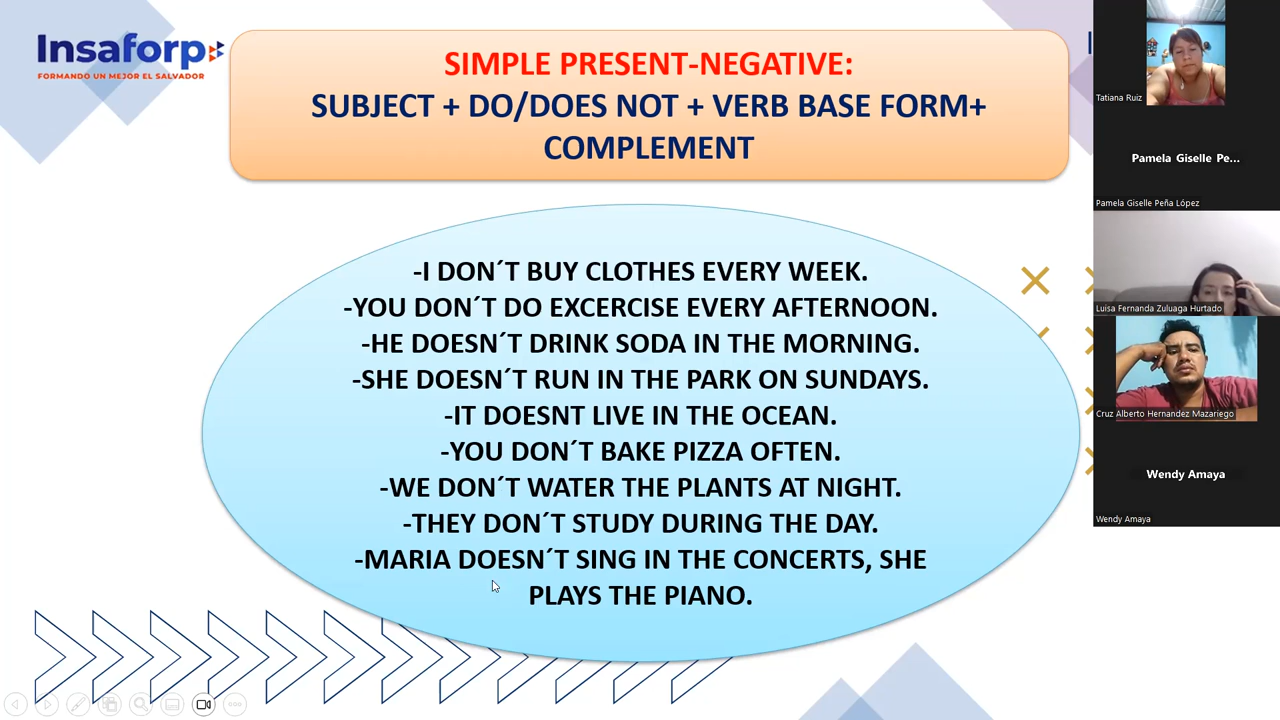 Insaforp
FORMANDO UN MEJOR EL SALVADOR
SIMPLE PRESENT-NEGATIVE:
SUBJECT + DO/DOES NOT + VERB BASE FORM+
COMPLEMENT
-I DON´T BUY CLOTHES EVERY WEEK.
-YOU DON´T DO EXCERCISE EVERY AFTERNOON.
-HE DOESN´T DRINK SODA IN THE MORNING.
-SHE DOESN´T RUN IN THE PARK ON SUNDAYS.
-IT DOESNT LIVE IN THE OCEAN.
-YOU DON´T BAKE PIZZA OFTEN.
-WE DON´T WATER THE PLANTS AT NIGHT.
-THEY DON´T STUDY DURING THE DAY.
-MARIA DOESN´T SING IN THE CONCERTS, SHE
PLAYS THE PIANO.
Tatiana Ruiz
Pamela Giselle Pe...
Pamela Giselle Peña López
Luisa Fernanda Zuluaga Hurtado
Cruz Alberto Hernandez Mazariego
Wendy Amaya
Wendy Amaya